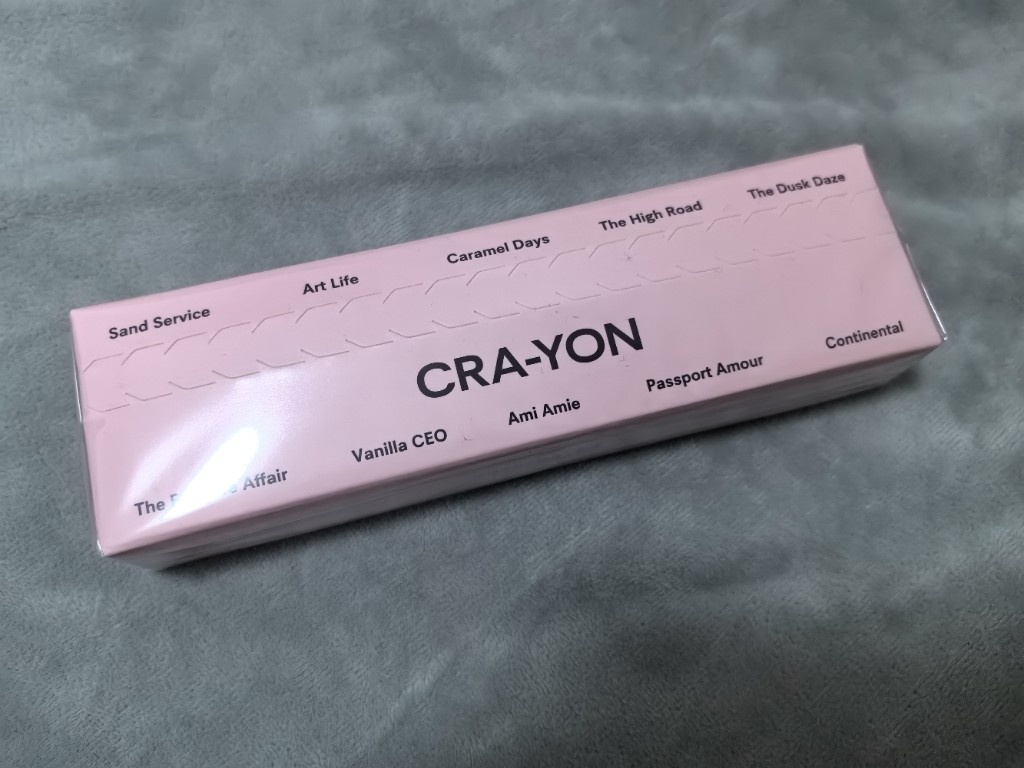 Sand Service
Art Life
Caramel Days
The High Road
The Dusk Daze
CRA-YON
The Affair
Vanilla CEO
Ami Amie
Passport Amour
Continental